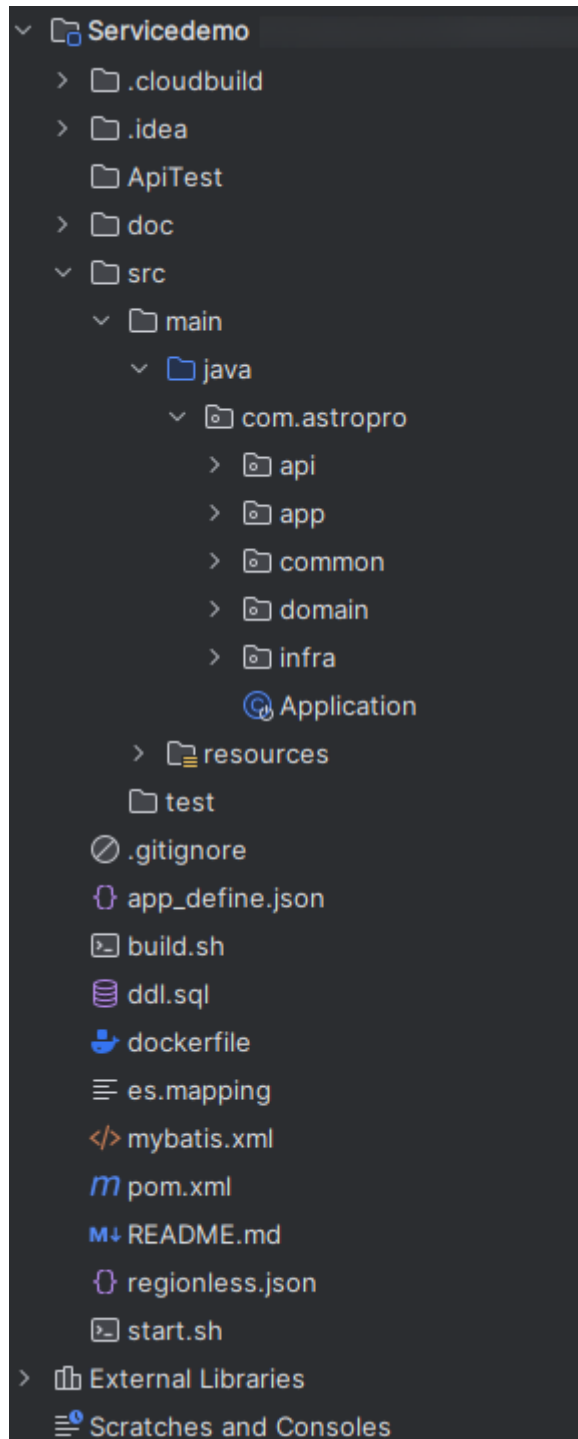 Servicedemo
.cloudbuild
.idea
ApiTest
doc
src
main
java
com.astropro
api
app
common
domain
infra
Application
resources
test
.gitignore
app_define.json
build.sh
ddl.sql
dockerfile
es.mapping
mybatis.xml
pom.xml
README.md
regionless.json
start.sh
External Libraries
Scratches and Consoles